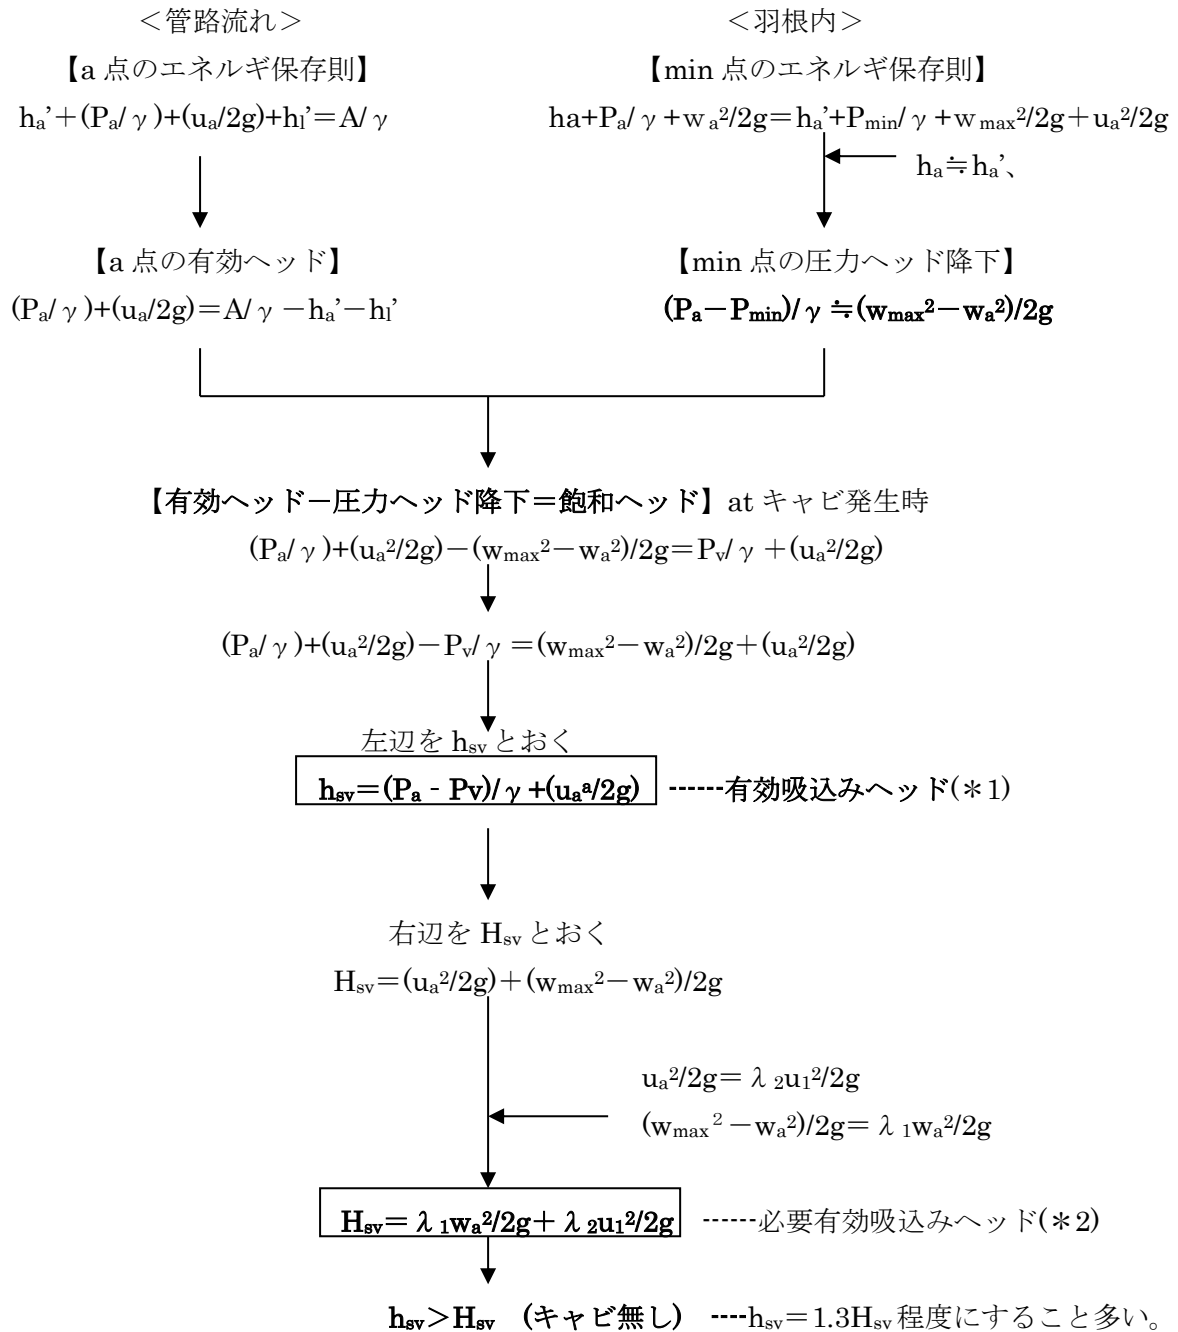 <管路流れ>
<羽根内>
【a 点のエネルギ保存則】
【min 点のエネルギ保存則】
ha’+(Pa/γ)+(ua/2g)+hl’=A/γ
ha+Pa/γ+wa²/2g=ha’+Pmin/γ+wmax²/2g+ua²/2g
ha≒ha’、
【a 点の有効ヘッド】
【min 点の圧力ヘッド降下】
(Pa/γ)+(ua/2g)=A/γ-ha’-hl’
(Pa-Pmin)/γ≒(wmax²-wa²)/2g
【有効ヘッド-圧力ヘッド降下=飽和ヘッド】at キャビ発生時
(Pa/γ)+(ua²/2g)-(wmax²-wa²)/2g=Pv/γ+(ua²/2g)
(Pa/γ)+(ua²/2g)-Pv/γ=(wmax²-wa²)/2g+(ua²/2g)
左辺を hsv とおく
hsv=(Pa‐Pv)/γ+(uaᵃ/2g) ------有効吸込みヘッド(*1)
右辺を Hsv とおく
Hsv=(ua²/2g)+(wmax²-wa²)/2g
ua²/2g=λ2u1²/2g
(wmax²-wa²)/2g=λ1wa²/2g
Hsv=λ1wa²/2g+λ2u1²/2g ------必要有効吸込みヘッド(*2)
hsv>Hsv (キャビ無し) ----hsv=1.3Hsv 程度にすること多い。